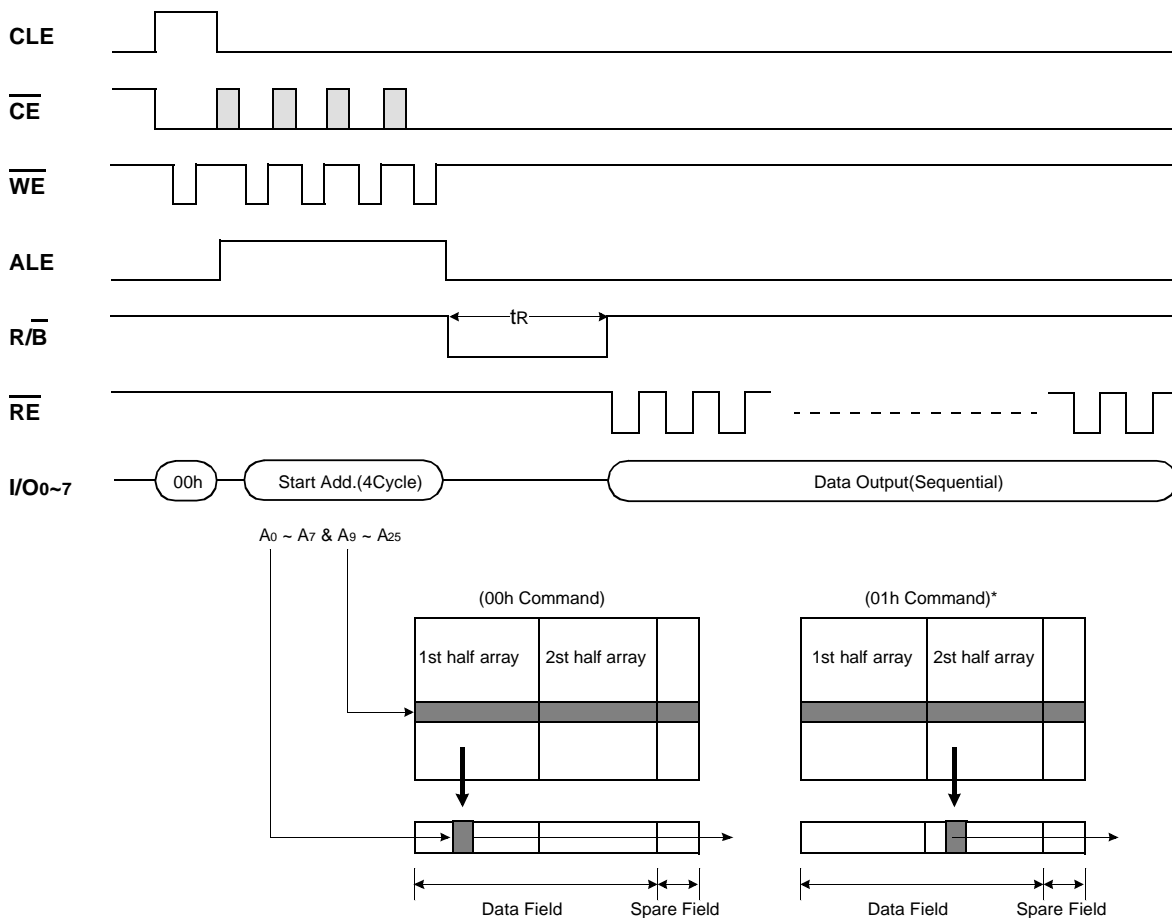 CLE
CE
WE
ALE
R/B
tR
RE
I/O0~7
00h
Start Add.(4Cycle)
Data Output(Sequential)
A0 ~ A7 & A9 ~ A25
(00h Command)
(01h Command)*
1st half array
2st half array
1st half array
2st half array
Data Field
Spare Field
Data Field
Spare Field